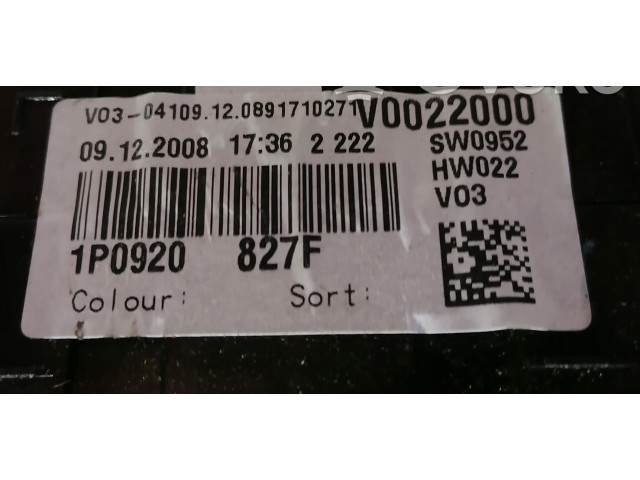 V03-04109.12.0891710271 V0022000
09.12.2008 17:36 2 222 SW0952
HW022
V03
1P0920 827F
Colour: Sort: